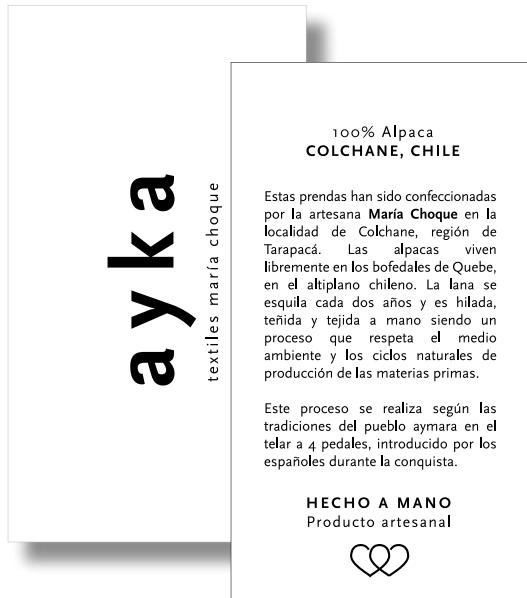 ayka
textiles maría choque
100% Alpaca
COLCHANE, CHILE
Estas prendas han sido confeccionadas
por la artesana María Choque en la
localidad de Colchane, región de
Tarapacá. Las alpacas viven
libremente en los bofedales de Quebe,
en el altiplano chileno. La lana se
esquila cada dos años y es hilada,
teñida y tejida a mano siendo un
proceso que respeta el medio
ambiente y los ciclos naturales de
producción de las materias primas.
Este proceso se realiza según las
tradiciones del pueblo aymara en el
telar a 4 pedales, introducido por los
españoles durante la conquista.
HECHO A MANO
Producto artesanal